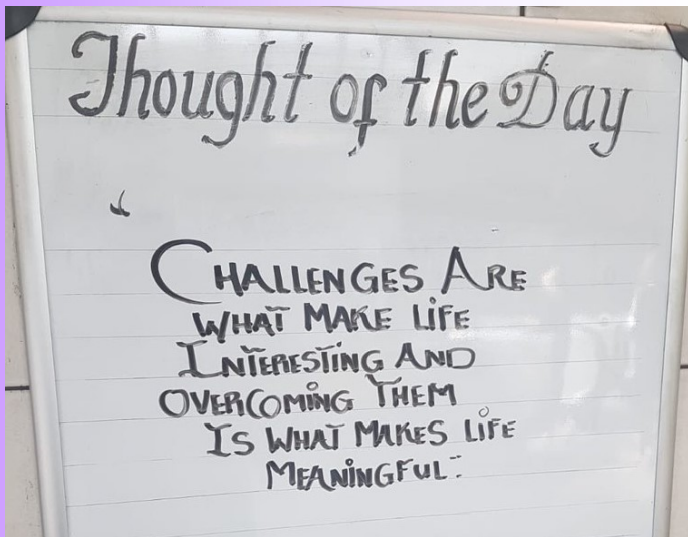 Thought of the Day
CHALLENGES ARE
WHAT MAKE LIFE
INTERESTING AND
OVERCOMING THEM
IS WHAT MAKES LIFE
MEANINGFUL.